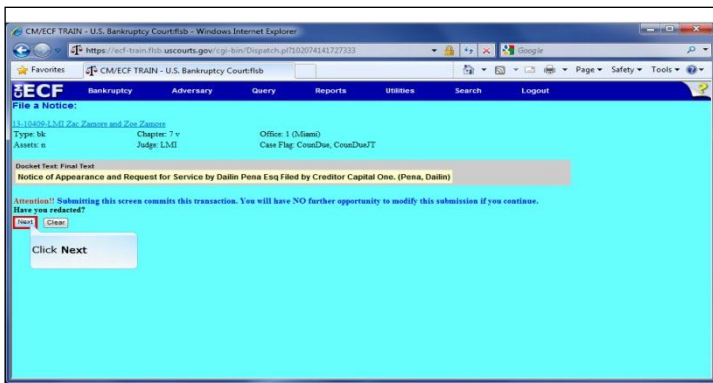 CM/ECF TRAIN - U.S. Bankruptcy Court:flsb - Windows Internet Explorer
https://ecf-train.flsb.uscourts.gov/cgi-bin/Dispatch.pl?102074141727333
Google
Favorites
CM/ECF TRAIN - U.S. Bankruptcy Court:flsb
Page Safety Tools
ECF Bankruptcy Adversary Query Reports Utilities Search Logout ?
File a Notice:
13-10409-LMI Zac Zamore and Zoe Zamore
Type: bk Chapter: 7 v Office: 1 (Miami)
Assets: n Judge: LMI Case Flag: CounDue, CounDueJT
Docket Text: Final Text
Notice of Appearance and Request for Service by Dailin Pena Esq Filed by Creditor Capital One. (Pena, Dailin)
Attention!! Submitting this screen commits this transaction. You will have NO further opportunity to modify this submission if you continue.
Have you redacted?
Next Clear
Click Next